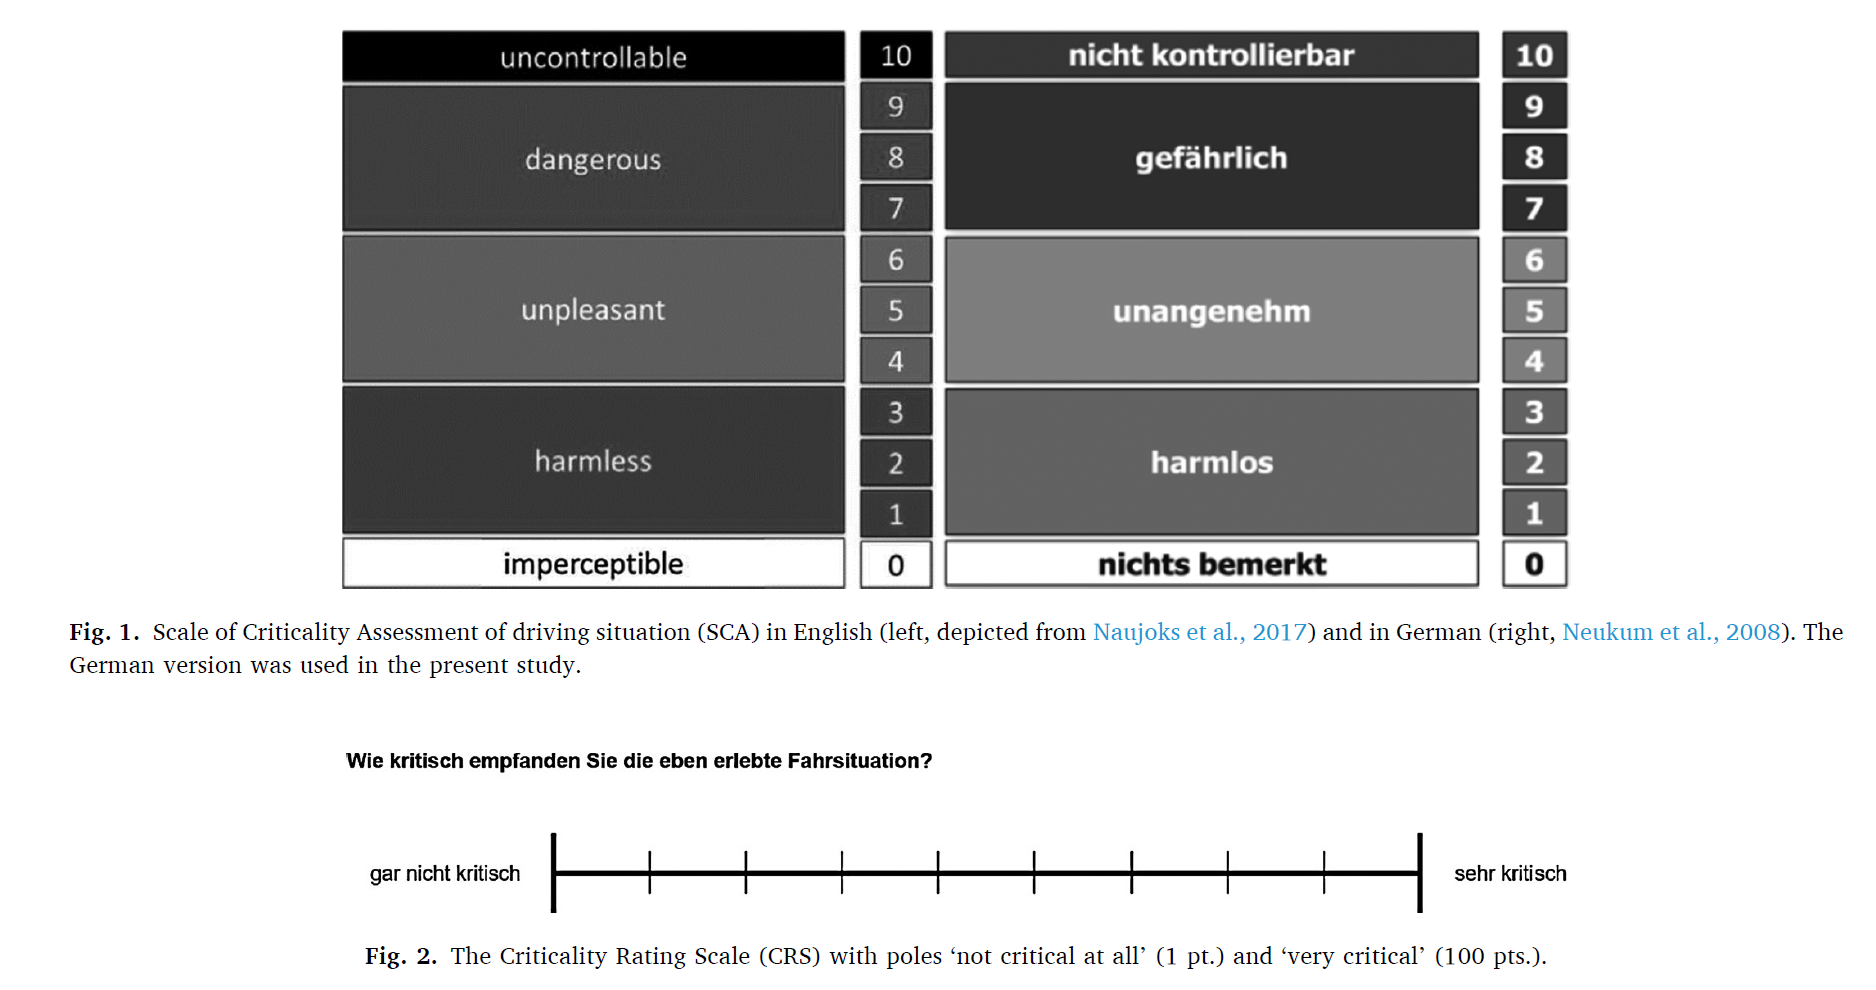 uncontrollable 10 nicht kontrollierbar 10
9 9
dangerous 8 gefährlich 8
7 7
6 6
unpleasant 5 unangenehm 5
4 4
3 3
harmless 2 harmlos 2
1 1
imperceptible 0 nichts bemerkt 0
Fig. 1. Scale of Criticality Assessment of driving situation (SCA) in English (left, depicted from Naujoks et al., 2017) and in German (right, Neukum et al., 2008). The
German version was used in the present study.
Wie kritisch empfanden Sie die eben erlebte Fahrsituation?
gar nicht kritisch sehr kritisch
Fig. 2. The Criticality Rating Scale (CRS) with poles ‘not critical at all’ (1 pt.) and ‘very critical’ (100 pts.).